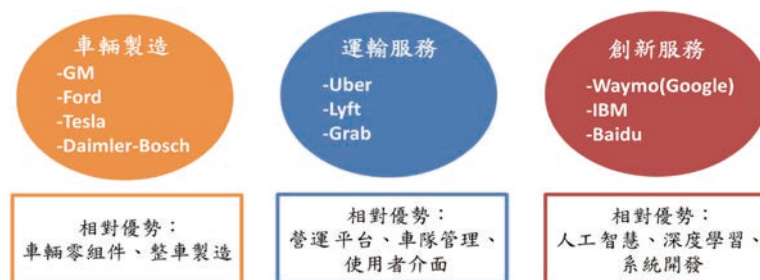 車輛製造
-GM
-Ford
-Tesla
-Daimler-Bosch
運輸服務
-Uber
-Lyft
-Grab
創新服務
-Waymo(Google)
-IBM
-Baidu
相對優勢：
車輛零組件、整車製造
相對優勢：
營運平台、車隊管理、
使用者介面
相對優勢：
人工智慧、深度學習、
系統開發